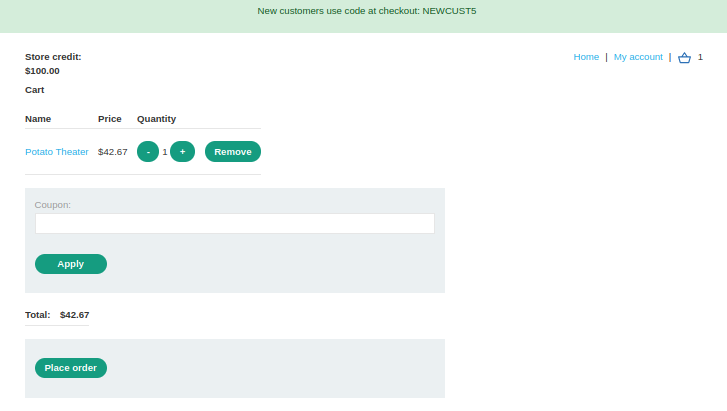 New customers use code at checkout: NEWCUST5
Store credit:
$100.00
Home | My account | 1
Cart
Name Price Quantity
Potato Theater $42.67 - 1 + Remove
Coupon:
Apply
Total: $42.67
Place order